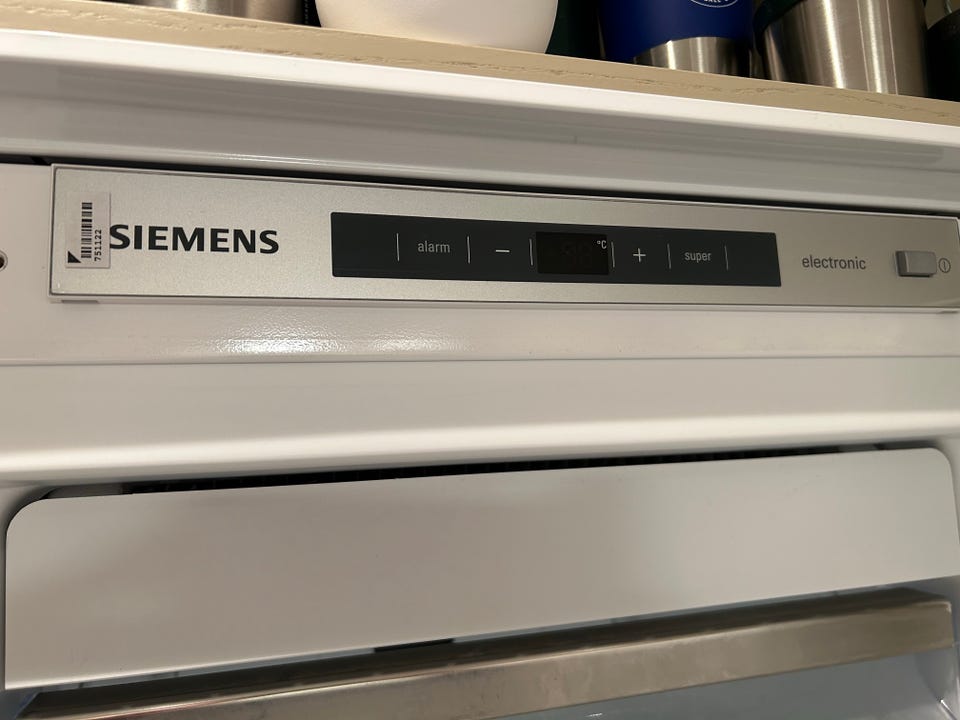 751122
SIEMENS
alarm
−
°C
+
super
electronic